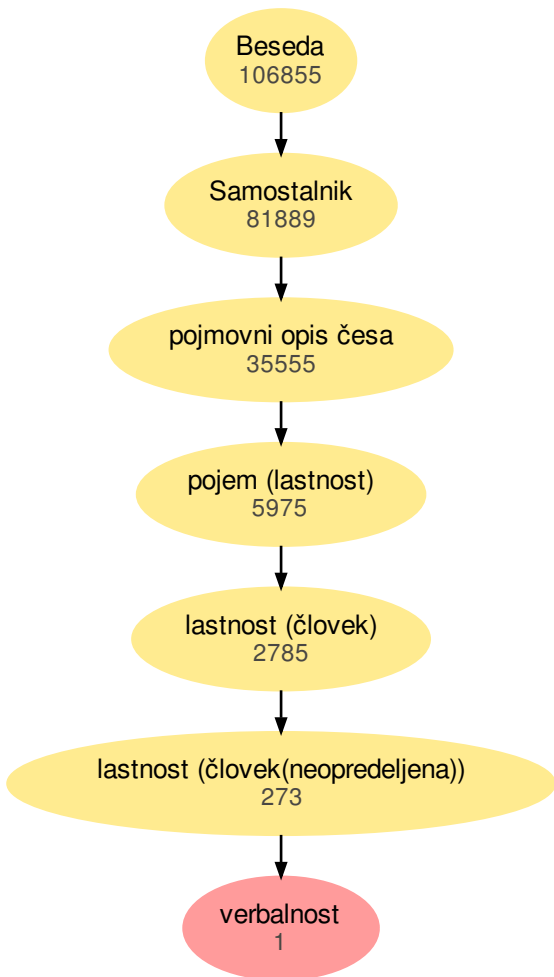 Beseda
106855
Samostalnik
81889
pojmovni opis česa
35555
pojem (lastnost)
5975
lastnost (človek)
2785
lastnost (človek(neopredeljena))
273
verbalnost
1